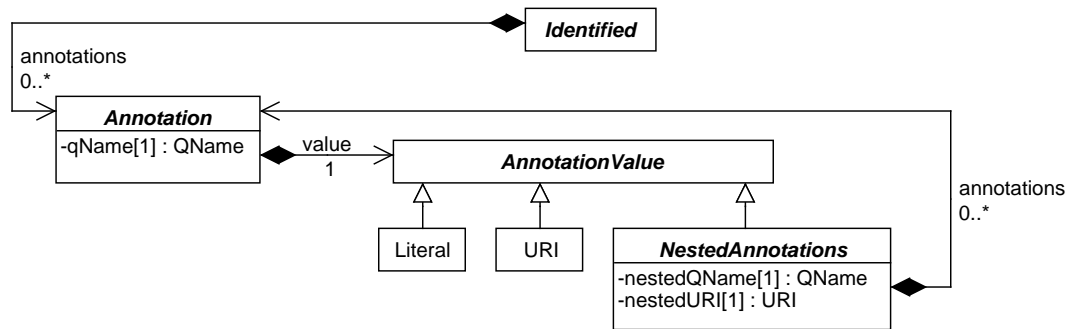 Identified
annotations
0..*
Annotation
-qName[1] : QName
value
1
AnnotationValue
annotations
0..*
Literal
URI
NestedAnnotations
-nestedQName[1] : QName
-nestedURI[1] : URI